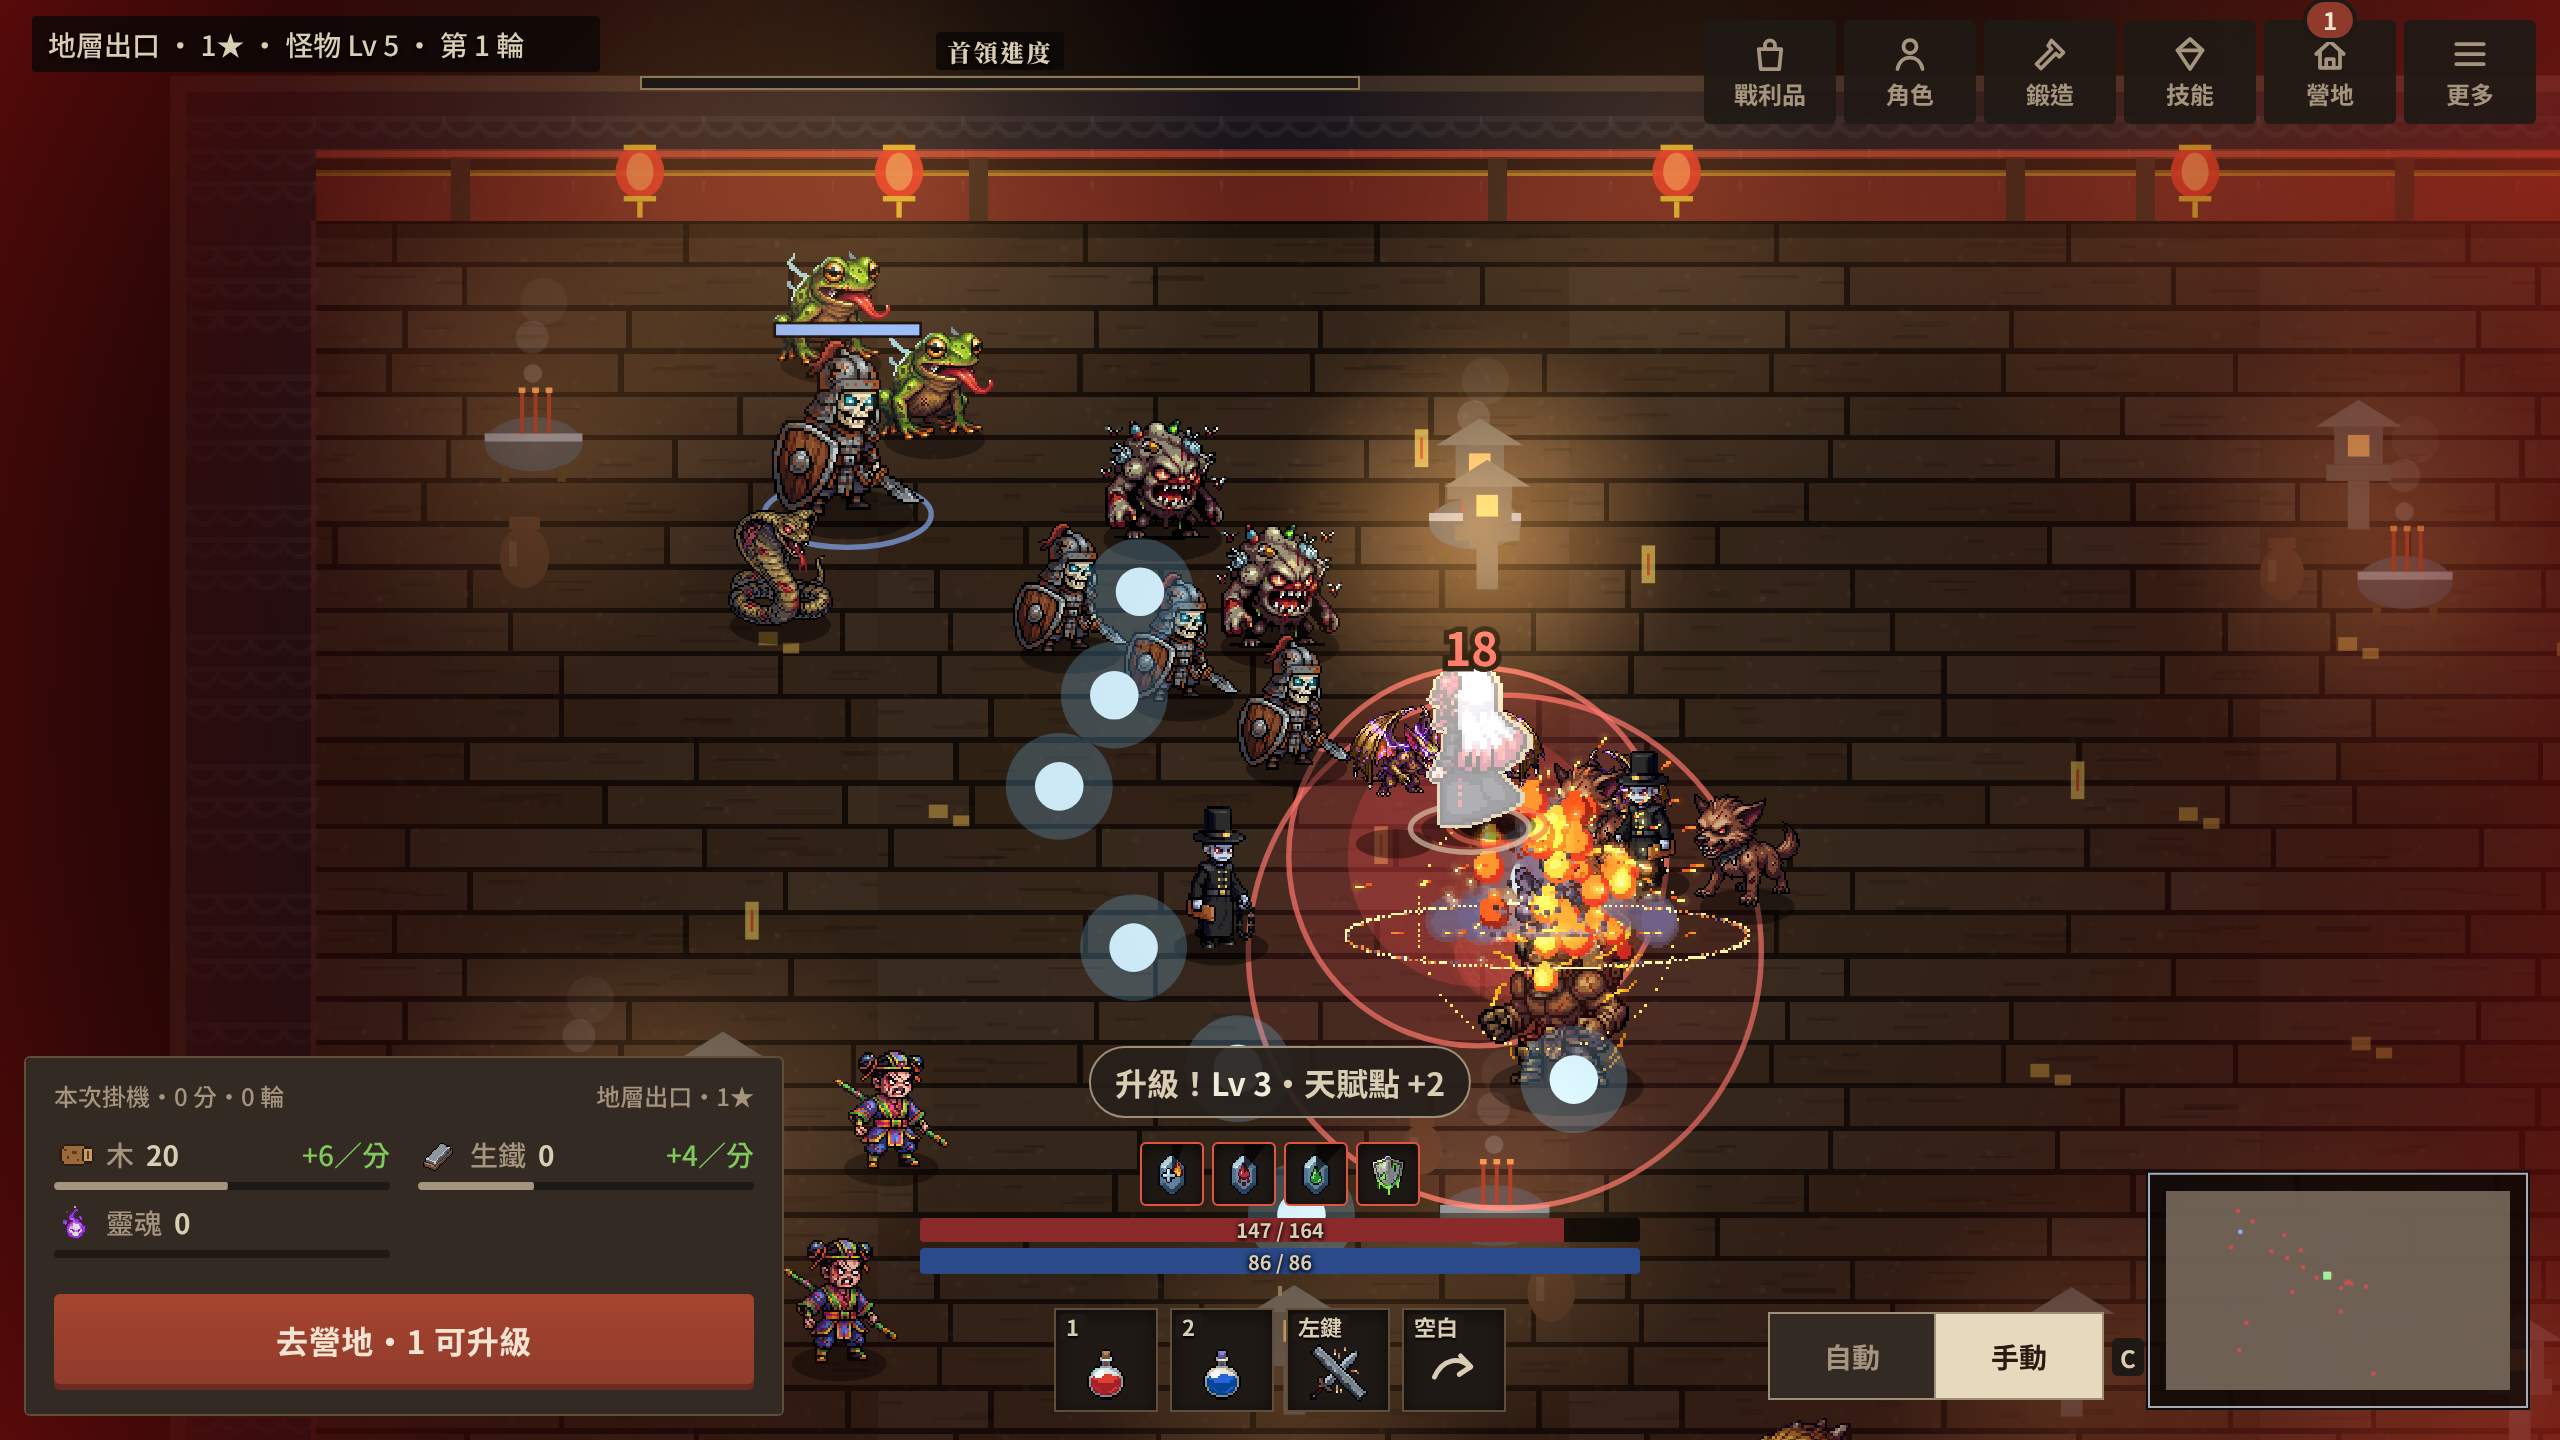 地層出口 • 1★ • 怪物 Lv 5 • 第 1 輪
首領進度
1
戰利品
角色
鍛造
技能
營地
更多
18
升級！Lv 3 • 天賦點 +2
本次掛機 • 0 分 • 0 輪
地層出口 • 1★
木 20
+6／分
生鐵 0
+4／分
靈魂 0
去營地 • 1 可升級
147 / 164
86 / 86
1
2
左鍵
空白
自動
手動
C